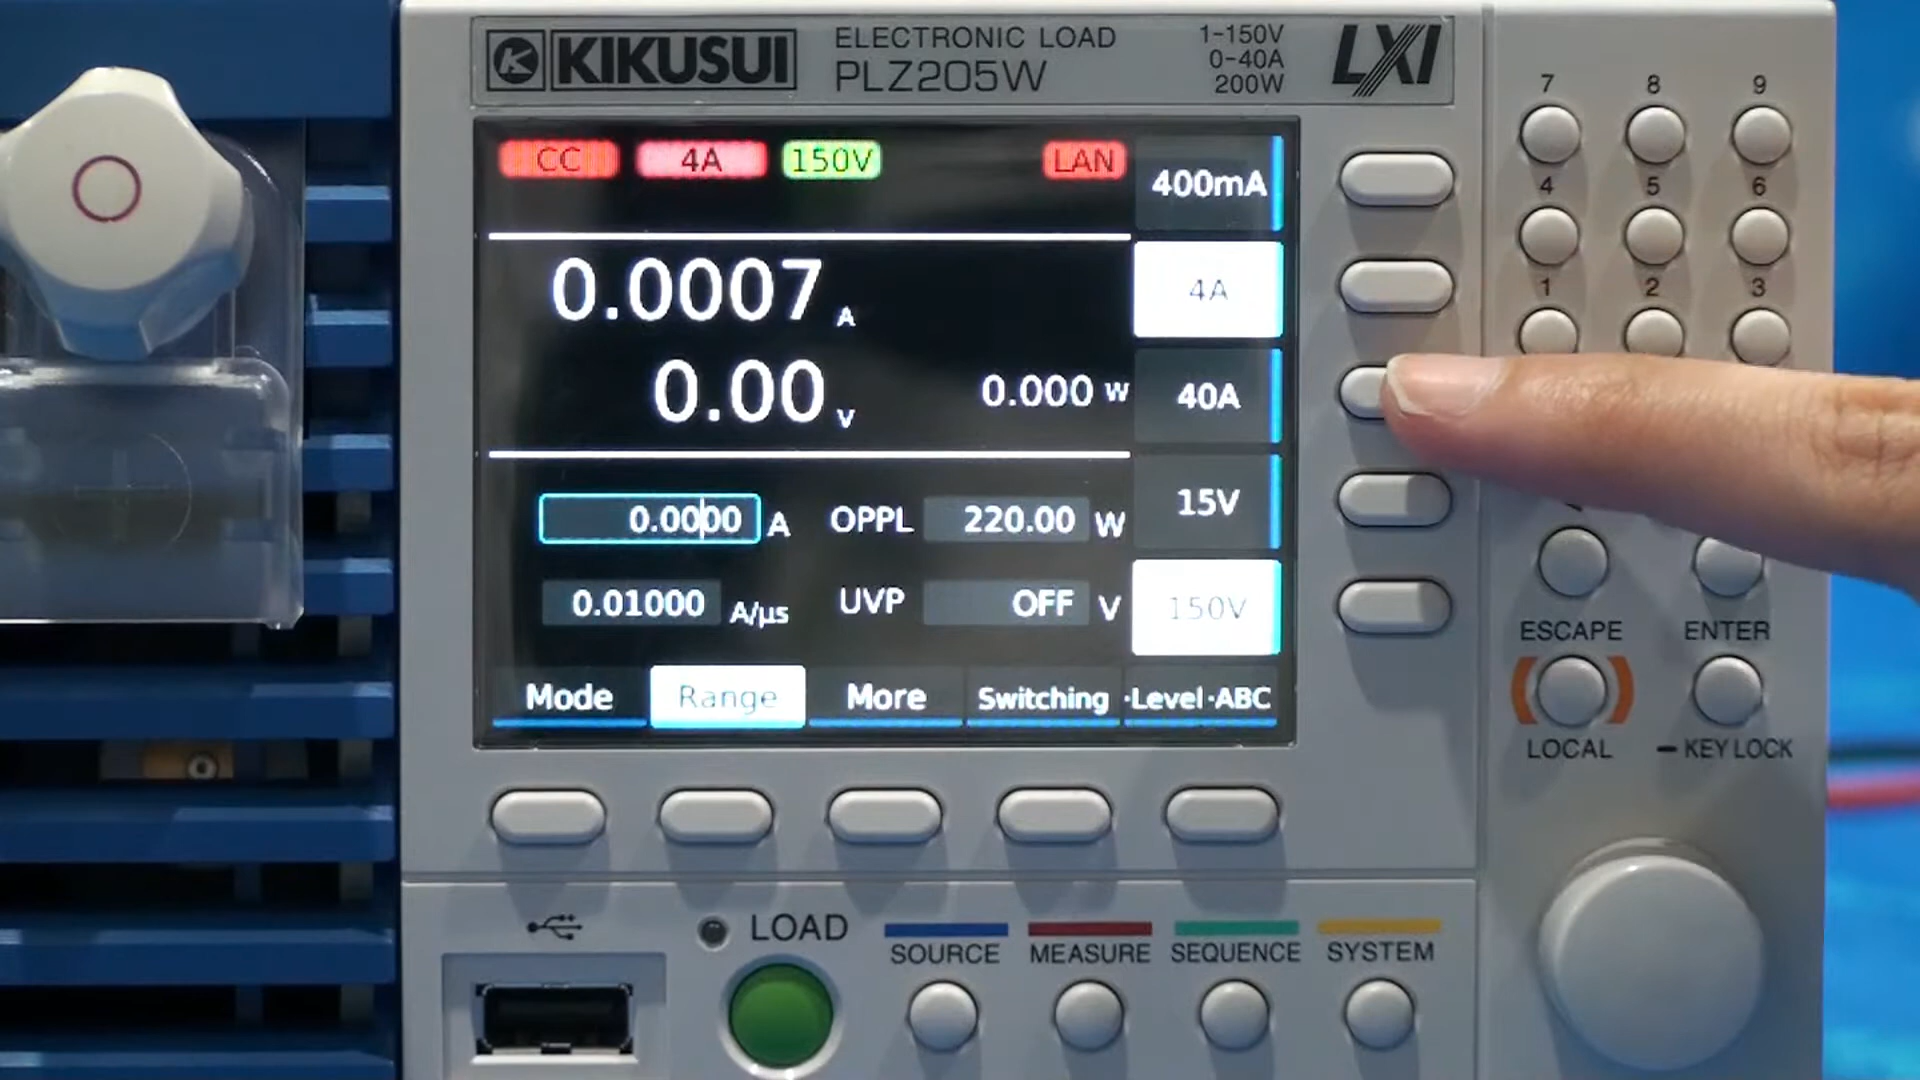 KIKUSUI
ELECTRONIC LOAD
PLZ205W
1-150V
0-40A
200W
LXI
CC 4A 150V LAN
400mA
4A
40A
15V
150V
0.0007 A
0.00 V 0.000 W
0.0000 A OPPL 220.00 W
0.01000 A/µs UVP OFF V
Mode Range More Switching ·Level·ABC
7 8 9
4 5 6
1 2 3
ESCAPE ENTER
LOCAL KEY LOCK
LOAD
SOURCE MEASURE SEQUENCE SYSTEM